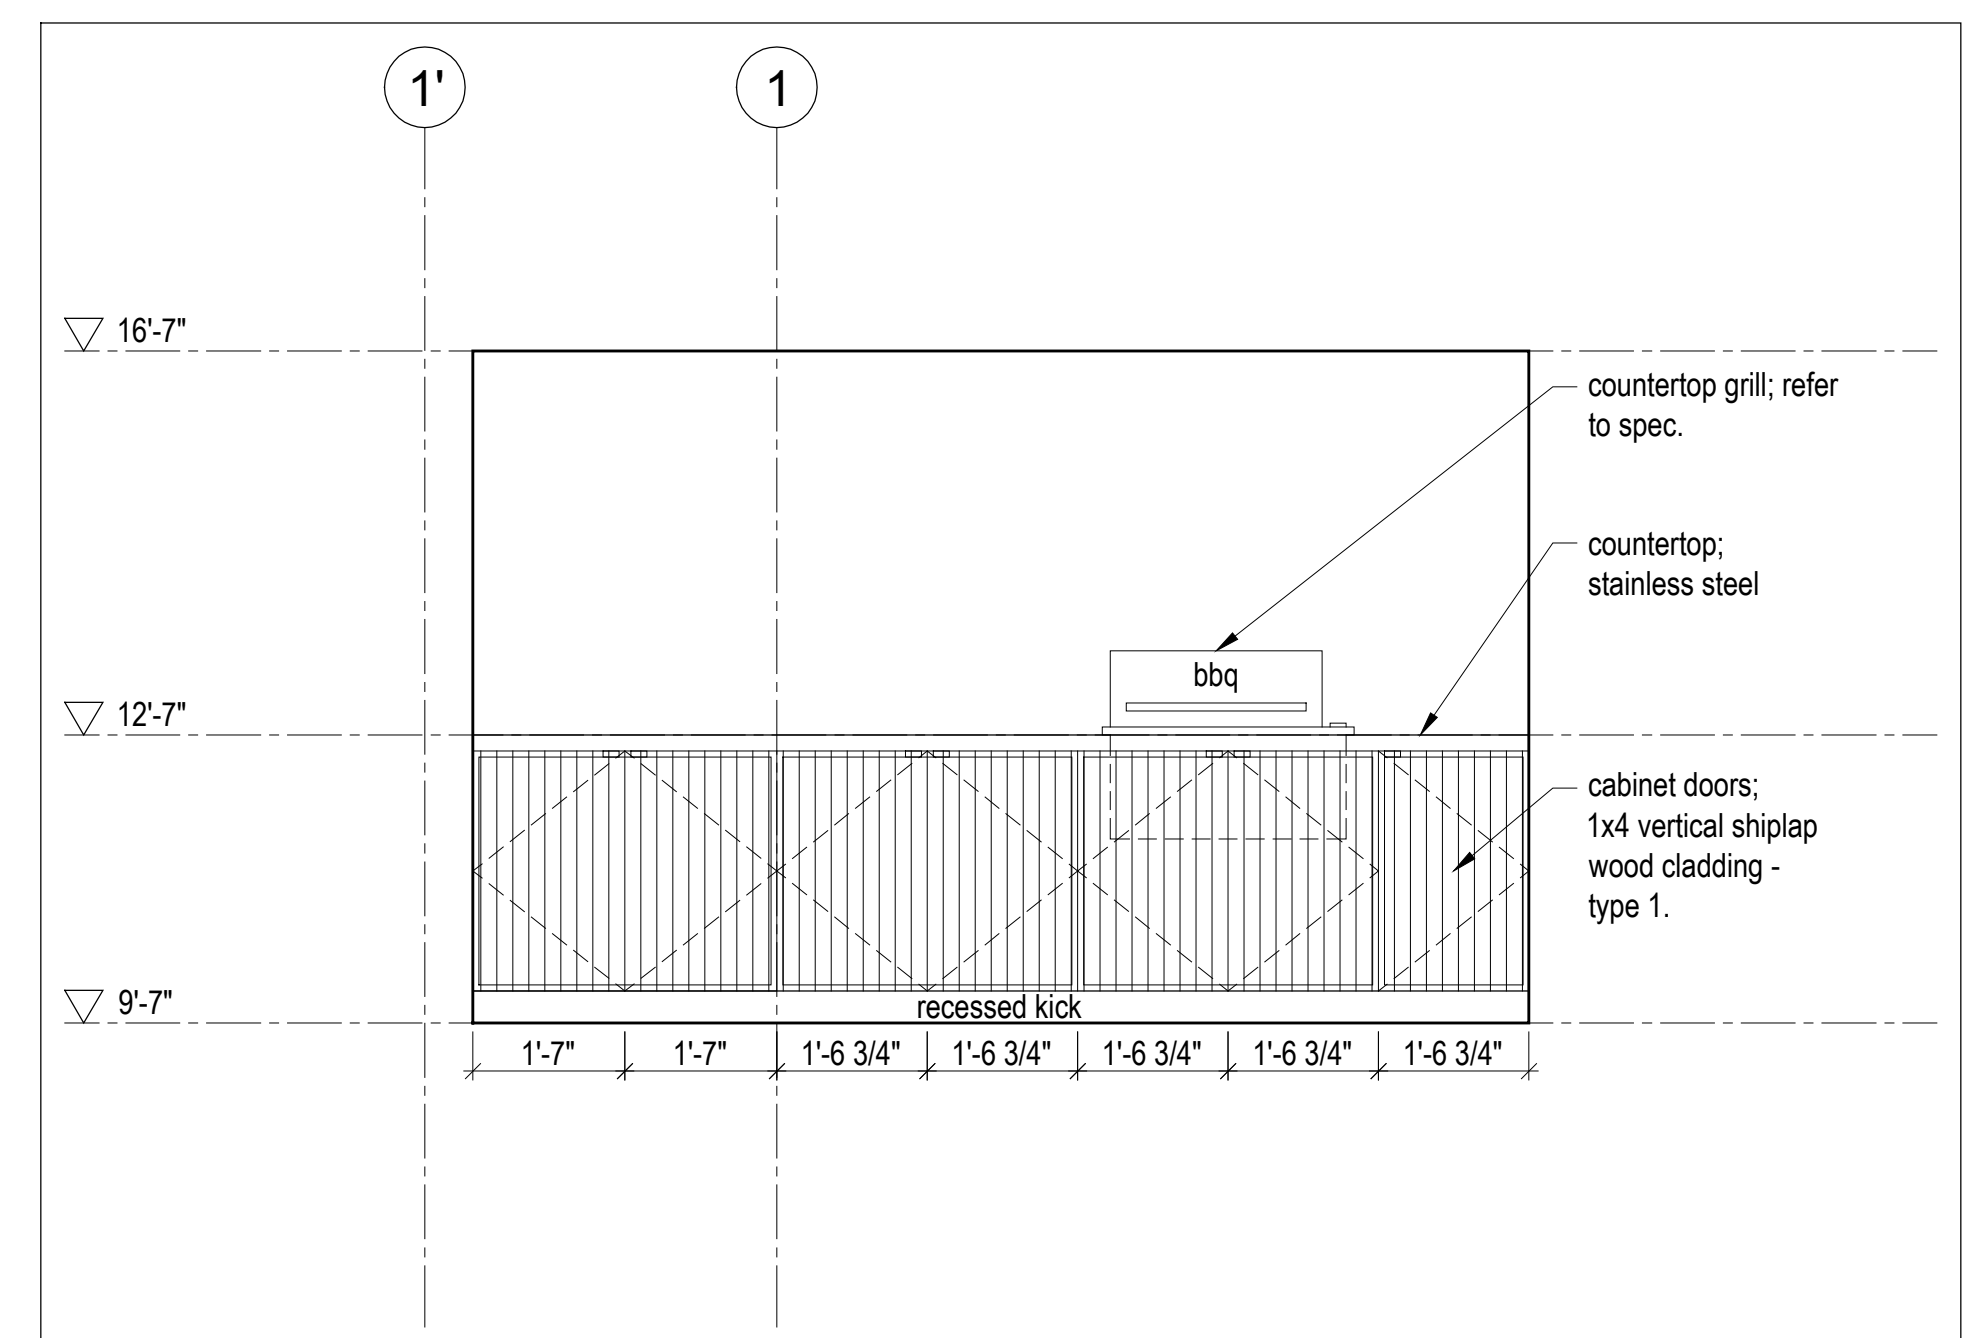 1'
1
16'-7"
countertop grill; refer
to spec.
countertop;
stainless steel
bbq
12'-7"
cabinet doors;
1x4 vertical shiplap
wood cladding -
type 1.
9'-7"
recessed kick
1'-7" 1'-7" 1'-6 3/4" 1'-6 3/4" 1'-6 3/4" 1'-6 3/4" 1'-6 3/4"